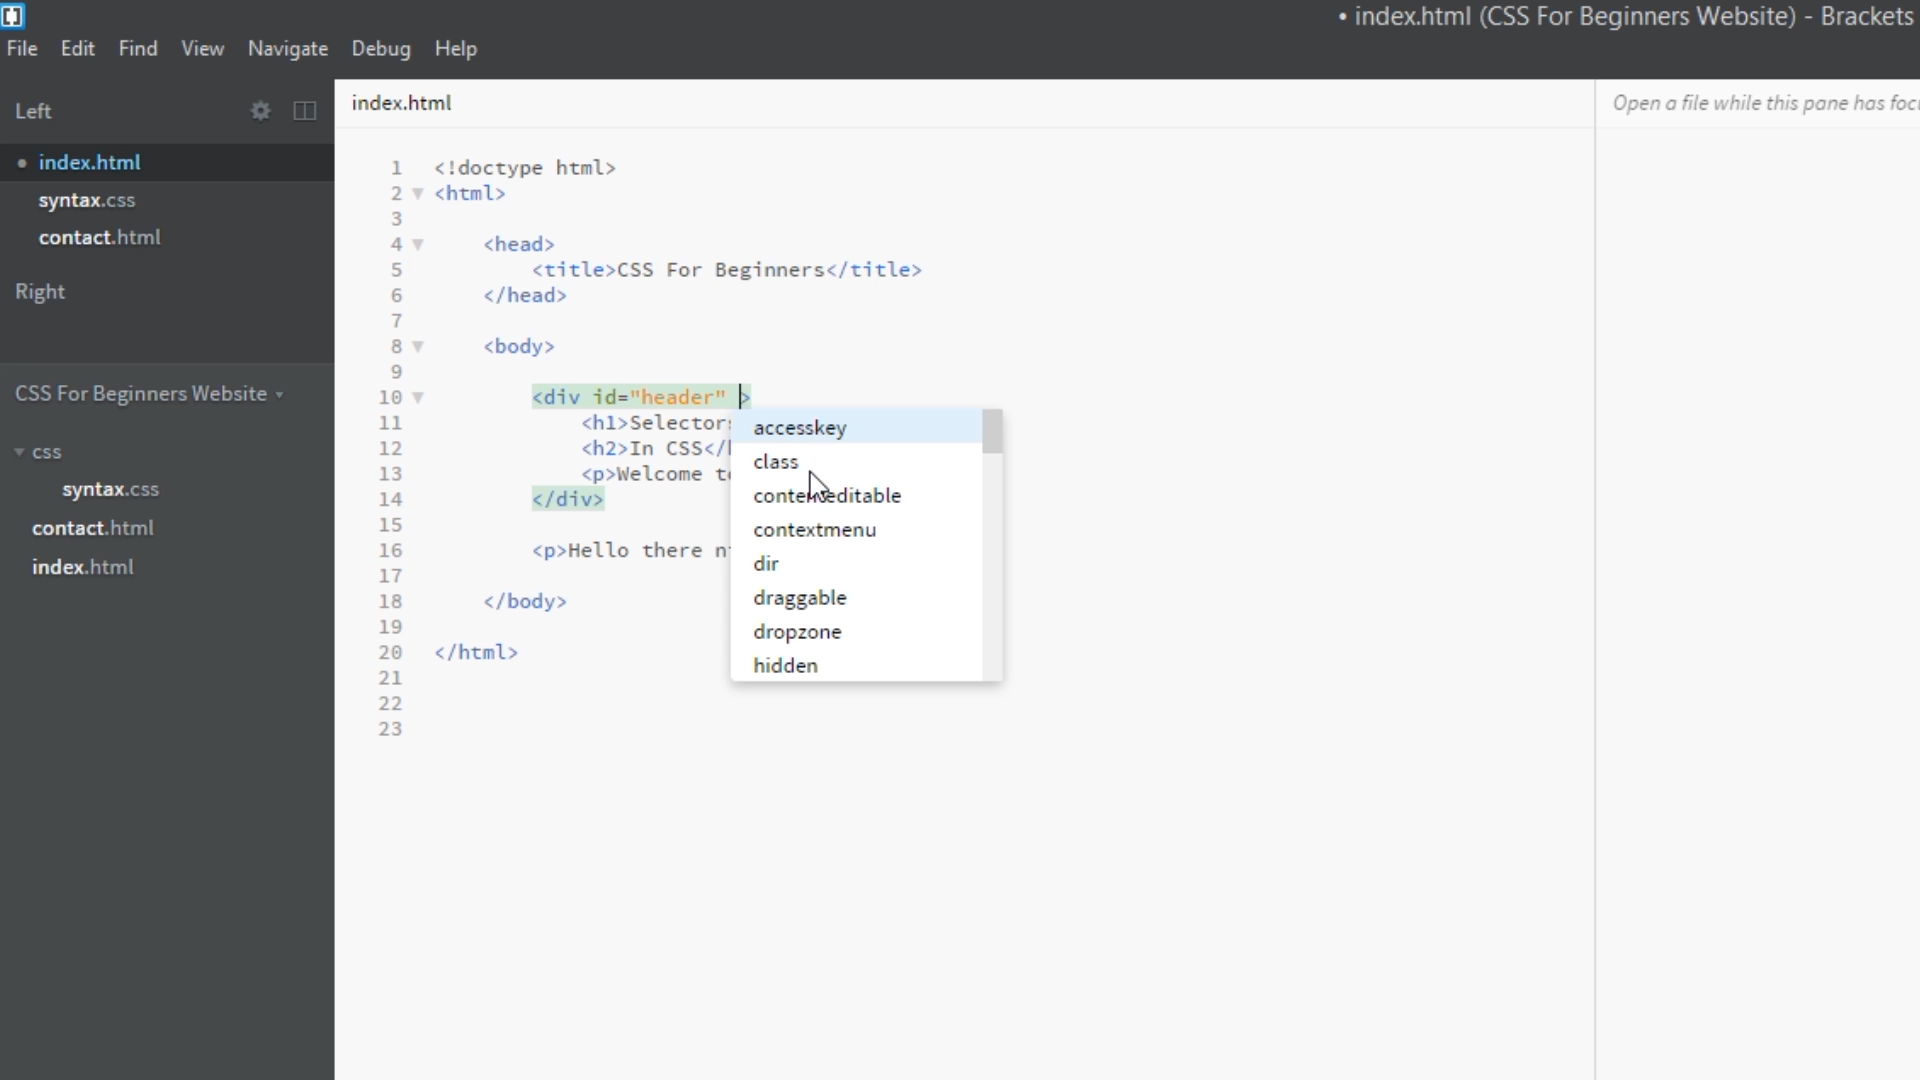 • index.html (CSS For Beginners Website) - Brackets
File Edit Find View Navigate Debug Help
Left
• index.html
syntax.css
contact.html
Right
CSS For Beginners Website
css
syntax.css
contact.html
index.html
index.html
Open a file while this pane has
1 <!doctype html>
2 <html>
3
4 <head>
5 <title>CSS For Beginners</title>
6 </head>
7
8 <body>
9
10 <div id="header" >
11 <h1>Selector
12 <h2>In CSS</
13 <p>Welcome
14 </div>
15
16 <p>Hello there
17
18 </body>
19
20 </html>
21
22
23
accesskey
class
contenteditable
contextmenu
dir
draggable
dropzone
hidden